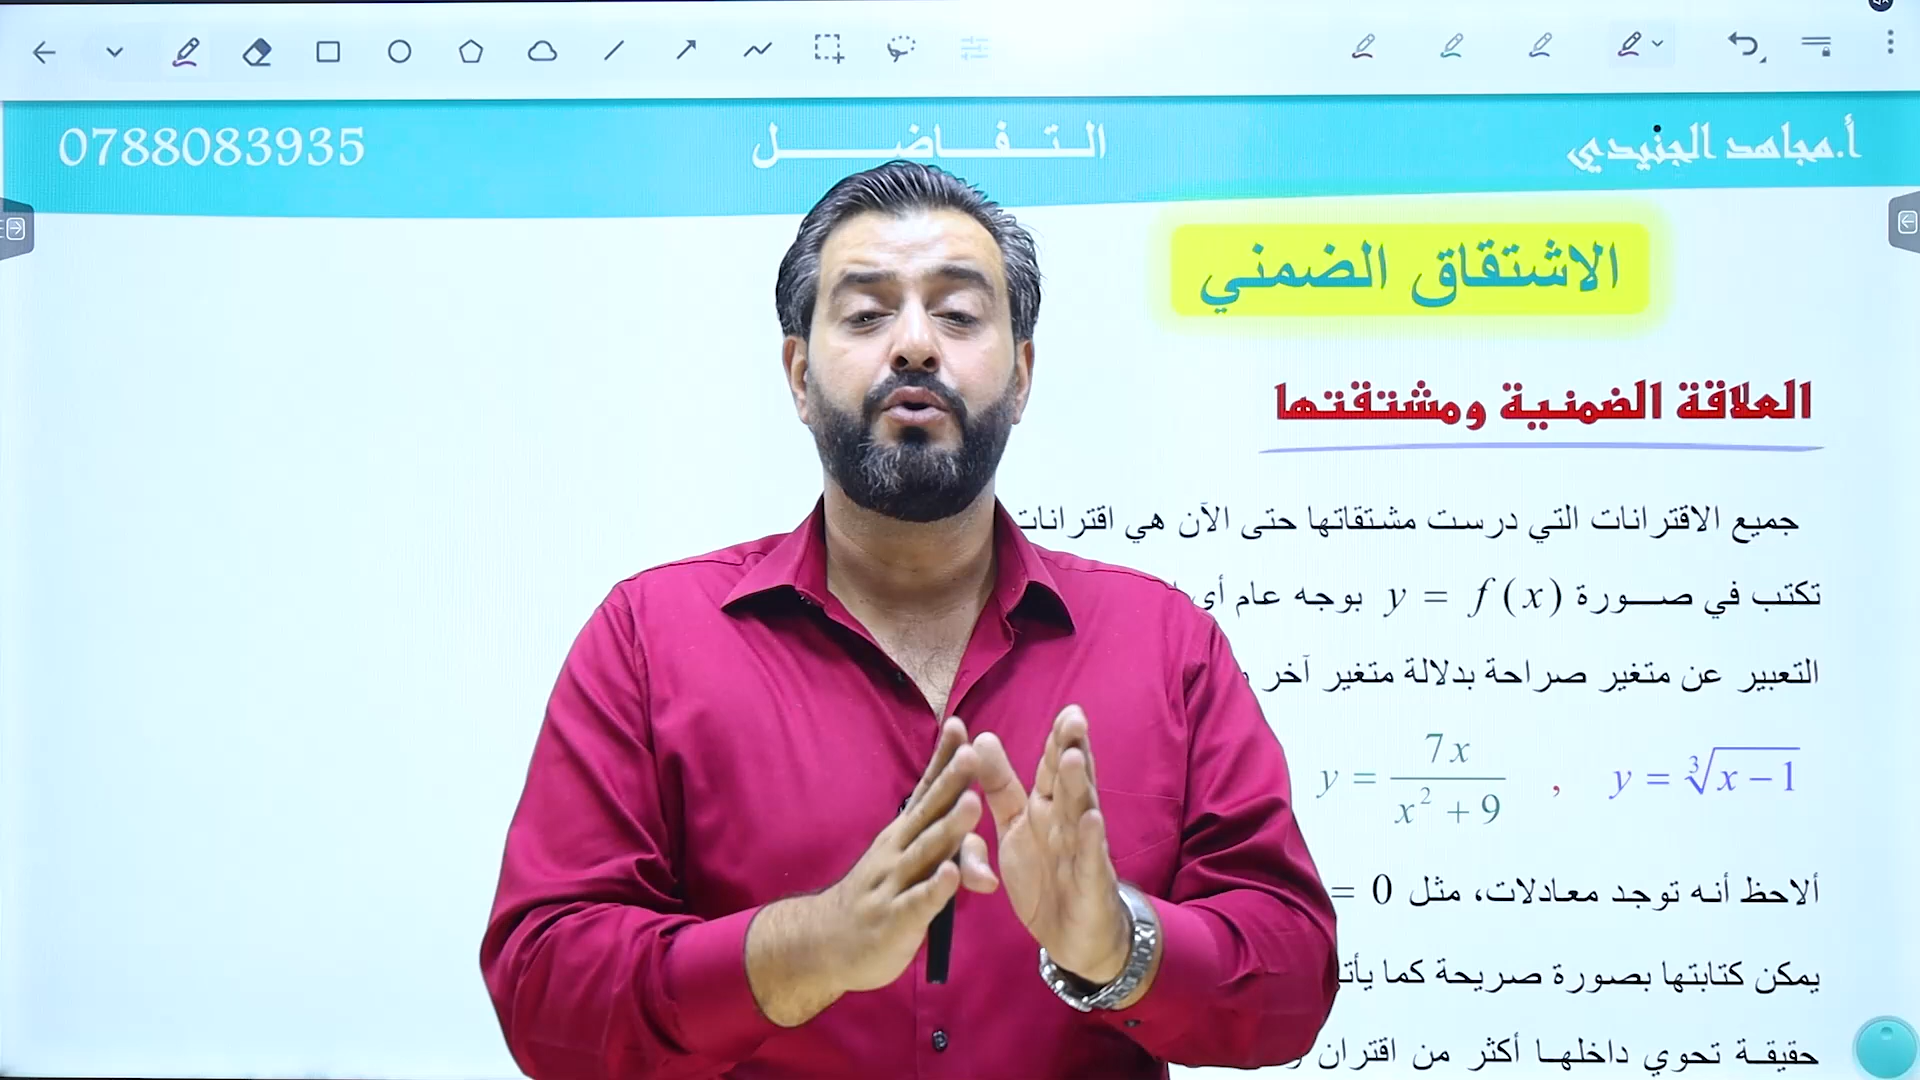 أ.مجاهد الجنيدي
التفاضل
0788083935
الاشتقاق الضمني
العلاقة الضمنية ومشتقتها
جميع الاقترانات التي درست مشتقاتها حتى الآن هي اقترانات
تكتب في صورة y = f(x) بوجه عام أي
التعبير عن متغير صراحة بدلالة متغير آخر
y = ∛(x − 1) , y = 7x / (x² + 9)
ألاحظ أنه توجد معادلات، مثل 0 =
يمكن كتابتها بصورة صريحة كما
حقيقة تحوي داخلها أكثر من اقتران